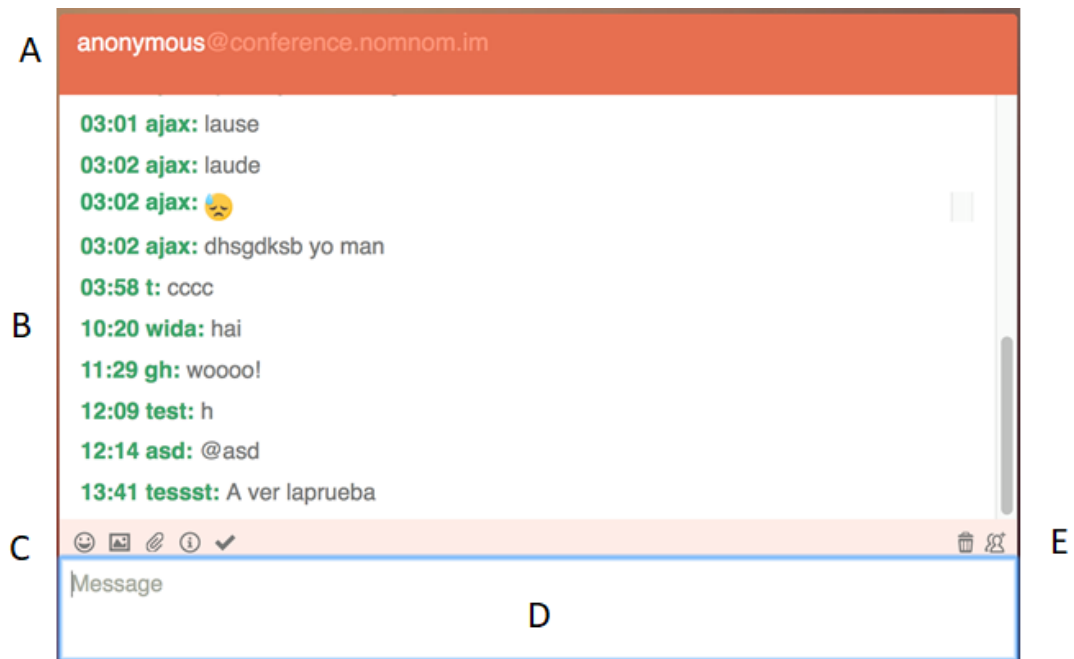 A
anonymous@conference.nomnom.im
03:01 ajax: lause
03:02 ajax: laude
03:02 ajax: 😓
03:02 ajax: dhsgdksb yo man
03:58 t: cccc
B
10:20 wida: hai
11:29 gh: woooo!
12:09 test: h
12:14 asd: @asd
13:41 tessst: A ver laprueba
C
E
Message
D